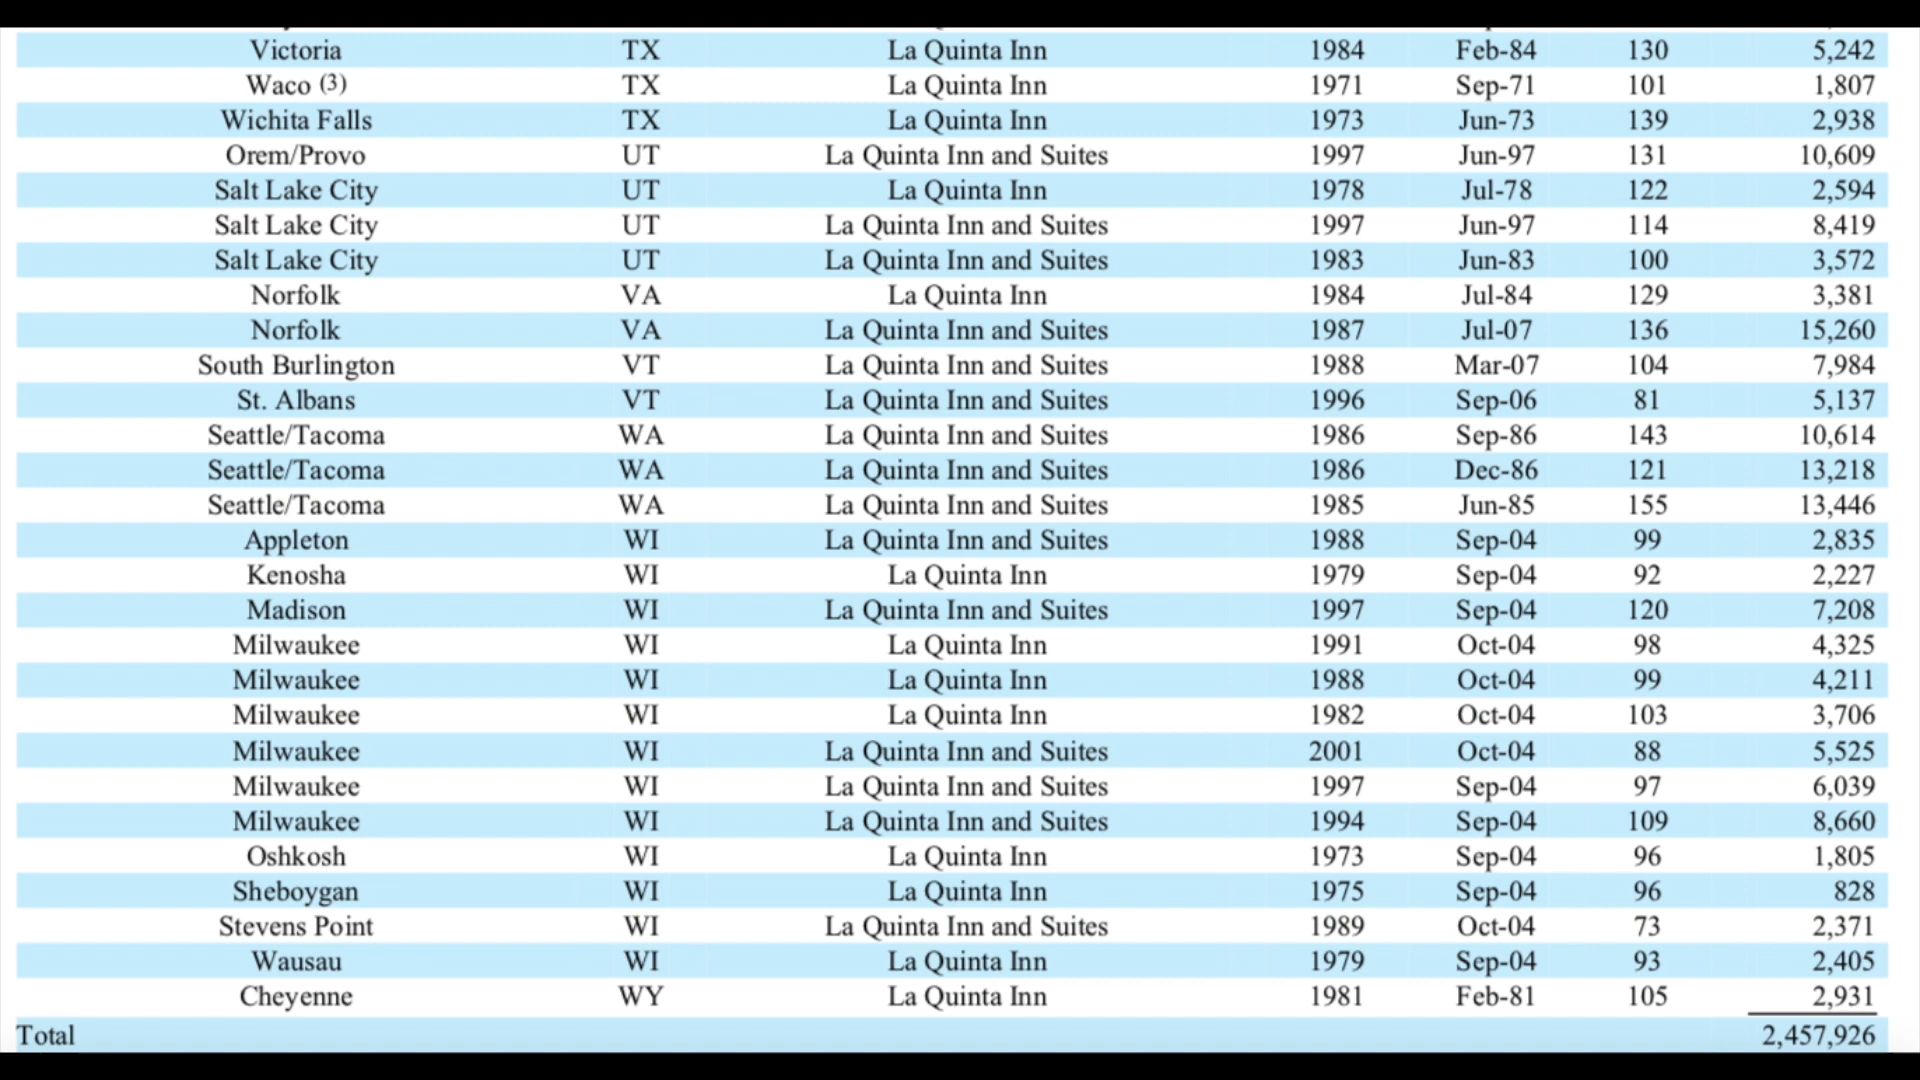 Victoria TX La Quinta Inn 1984 Feb-84 130 5,242
Waco (3) TX La Quinta Inn 1971 Sep-71 101 1,807
Wichita Falls TX La Quinta Inn 1973 Jun-73 139 2,938
Orem/Provo UT La Quinta Inn and Suites 1997 Jun-97 131 10,609
Salt Lake City UT La Quinta Inn 1978 Jul-78 122 2,594
Salt Lake City UT La Quinta Inn and Suites 1997 Jun-97 114 8,419
Salt Lake City UT La Quinta Inn and Suites 1983 Jun-83 100 3,572
Norfolk VA La Quinta Inn 1984 Jul-84 129 3,381
Norfolk VA La Quinta Inn and Suites 1987 Jul-07 136 15,260
South Burlington VT La Quinta Inn and Suites 1988 Mar-07 104 7,984
St. Albans VT La Quinta Inn and Suites 1996 Sep-06 81 5,137
Seattle/Tacoma WA La Quinta Inn and Suites 1986 Sep-86 143 10,614
Seattle/Tacoma WA La Quinta Inn and Suites 1986 Dec-86 121 13,218
Seattle/Tacoma WA La Quinta Inn and Suites 1985 Jun-85 155 13,446
Appleton WI La Quinta Inn and Suites 1988 Sep-04 99 2,835
Kenosha WI La Quinta Inn 1979 Sep-04 92 2,227
Madison WI La Quinta Inn and Suites 1997 Sep-04 120 7,208
Milwaukee WI La Quinta Inn 1991 Oct-04 98 4,325
Milwaukee WI La Quinta Inn 1988 Oct-04 99 4,211
Milwaukee WI La Quinta Inn 1982 Oct-04 103 3,706
Milwaukee WI La Quinta Inn and Suites 2001 Oct-04 88 5,525
Milwaukee WI La Quinta Inn and Suites 1997 Sep-04 97 6,039
Milwaukee WI La Quinta Inn and Suites 1994 Sep-04 109 8,660
Oshkosh WI La Quinta Inn 1973 Sep-04 96 1,805
Sheboygan WI La Quinta Inn 1975 Sep-04 96 828
Stevens Point WI La Quinta Inn and Suites 1989 Oct-04 73 2,371
Wausau WI La Quinta Inn 1979 Sep-04 93 2,405
Cheyenne WY La Quinta Inn 1981 Feb-81 105 2,931
Total 2,457,926